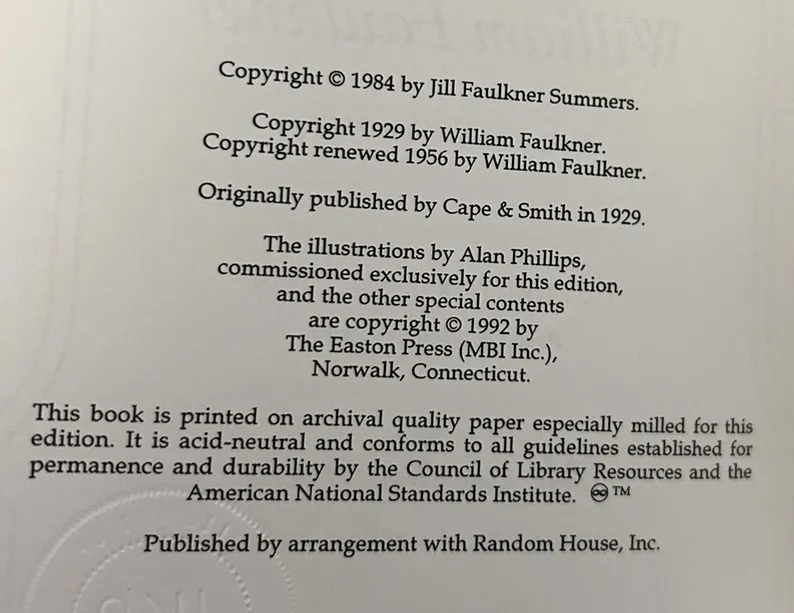 Copyright © 1984 by Jill Faulkner Summers.
Copyright 1929 by William Faulkner.
Copyright renewed 1956 by William Faulkner.
Originally published by Cape & Smith in 1929.
The illustrations by Alan Phillips,
commissioned exclusively for this edition,
and the other special contents
are copyright © 1992 by
The Easton Press (MBI Inc.),
Norwalk, Connecticut.
This book is printed on archival quality paper especially milled for this
edition. It is acid-neutral and conforms to all guidelines established for
permanence and durability by the Council of Library Resources and the
American National Standards Institute. ♾ ™
Published by arrangement with Random House, Inc.